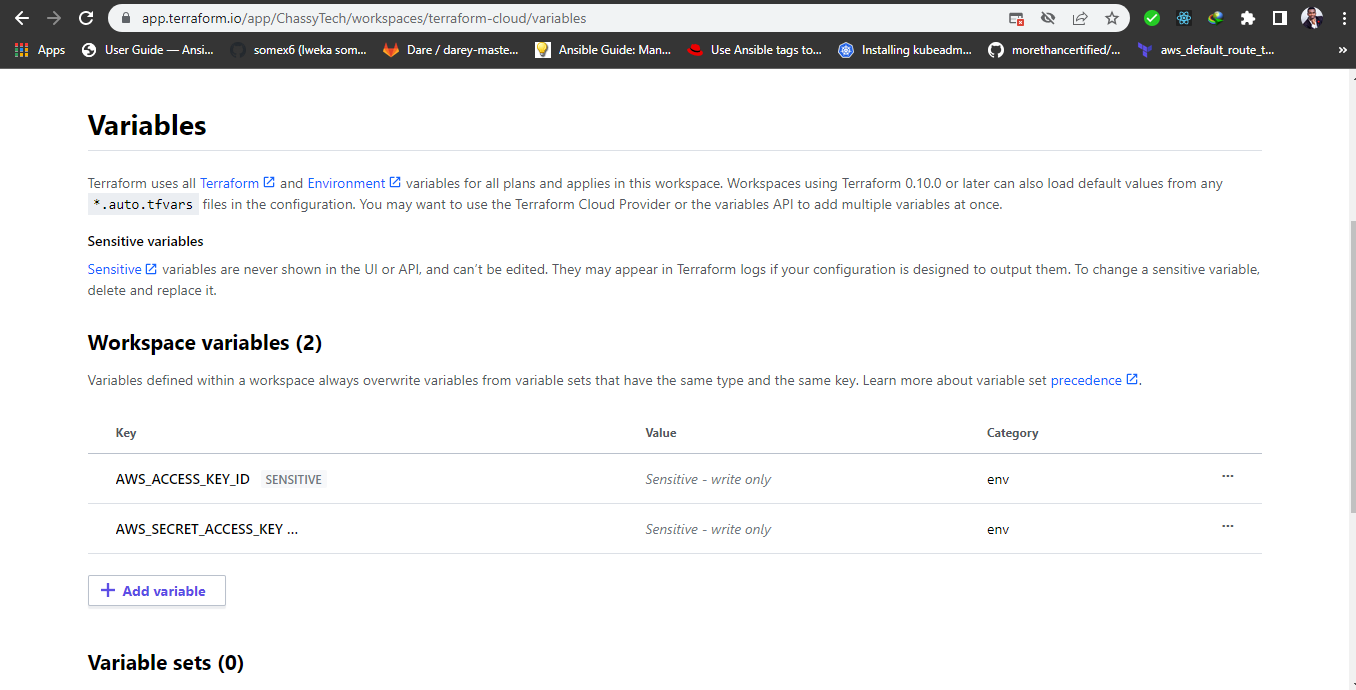 app.terraform.io/app/ChassyTech/workspaces/terraform-cloud/variables
Apps User Guide — Ansi... somex6 (lweka som... Dare / darey-maste... Ansible Guide: Man... Use Ansible tags to... Installing kubeadm... morethancertified/... aws_default_route_t... »
Variables
Terraform uses all Terraform and Environment variables for all plans and applies in this workspace. Workspaces using Terraform 0.10.0 or later can also load default values from any
*.auto.tfvars files in the configuration. You may want to use the Terraform Cloud Provider or the variables API to add multiple variables at once.
Sensitive variables
Sensitive variables are never shown in the UI or API, and can't be edited. They may appear in Terraform logs if your configuration is designed to output them. To change a sensitive variable,
delete and replace it.
Workspace variables (2)
Variables defined within a workspace always overwrite variables from variable sets that have the same type and the same key. Learn more about variable set precedence.
Key Value Category
AWS_ACCESS_KEY_ID SENSITIVE Sensitive - write only env ...
AWS_SECRET_ACCESS_KEY ... Sensitive - write only env ...
+ Add variable
Variable sets (0)